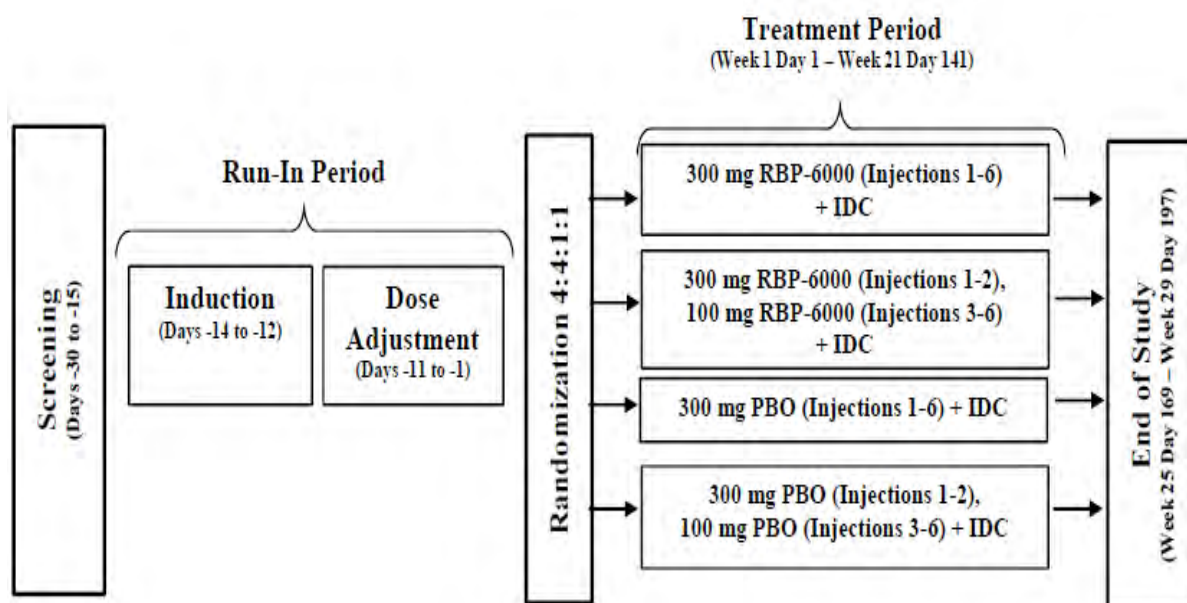 Treatment Period
(Week 1 Day 1 – Week 21 Day 141)
Run-In Period
Screening
(Days -30 to -15)
Induction
(Days -14 to -12)
Dose
Adjustment
(Days -11 to -1)
Randomization 4:4:1:1
300 mg RBP-6000 (Injections 1-6)
+ IDC
300 mg RBP-6000 (Injections 1-2),
100 mg RBP-6000 (Injections 3-6)
+ IDC
300 mg PBO (Injections 1-6) + IDC
300 mg PBO (Injections 1-2),
100 mg PBO (Injections 3-6) + IDC
End of Study
(Week 25 Day 169 – Week 29 Day 197)